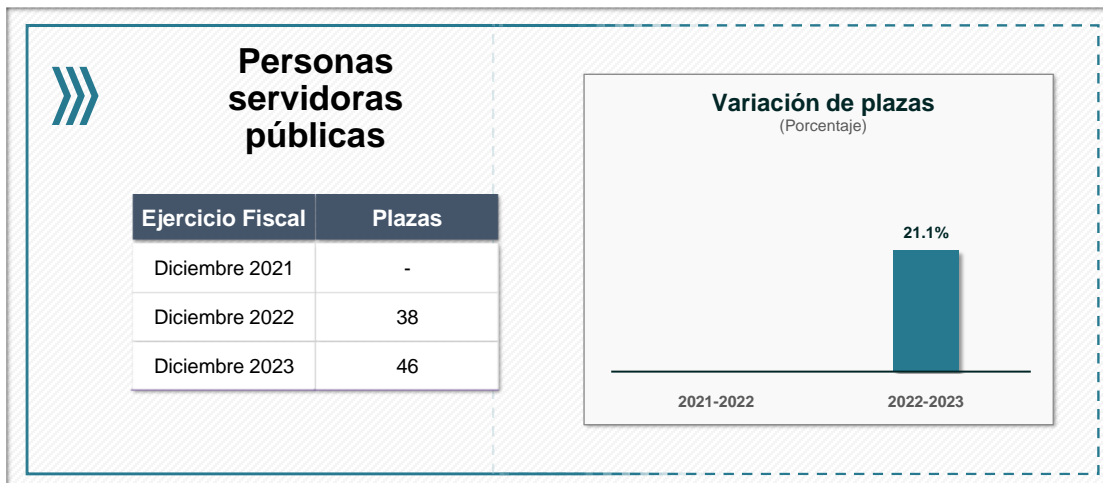 Personas
servidoras
públicas
Ejercicio Fiscal Plazas
Diciembre 2021 -
Diciembre 2022 38
Diciembre 2023 46
Variación de plazas
(Porcentaje)
21.1%
2021-2022 2022-2023